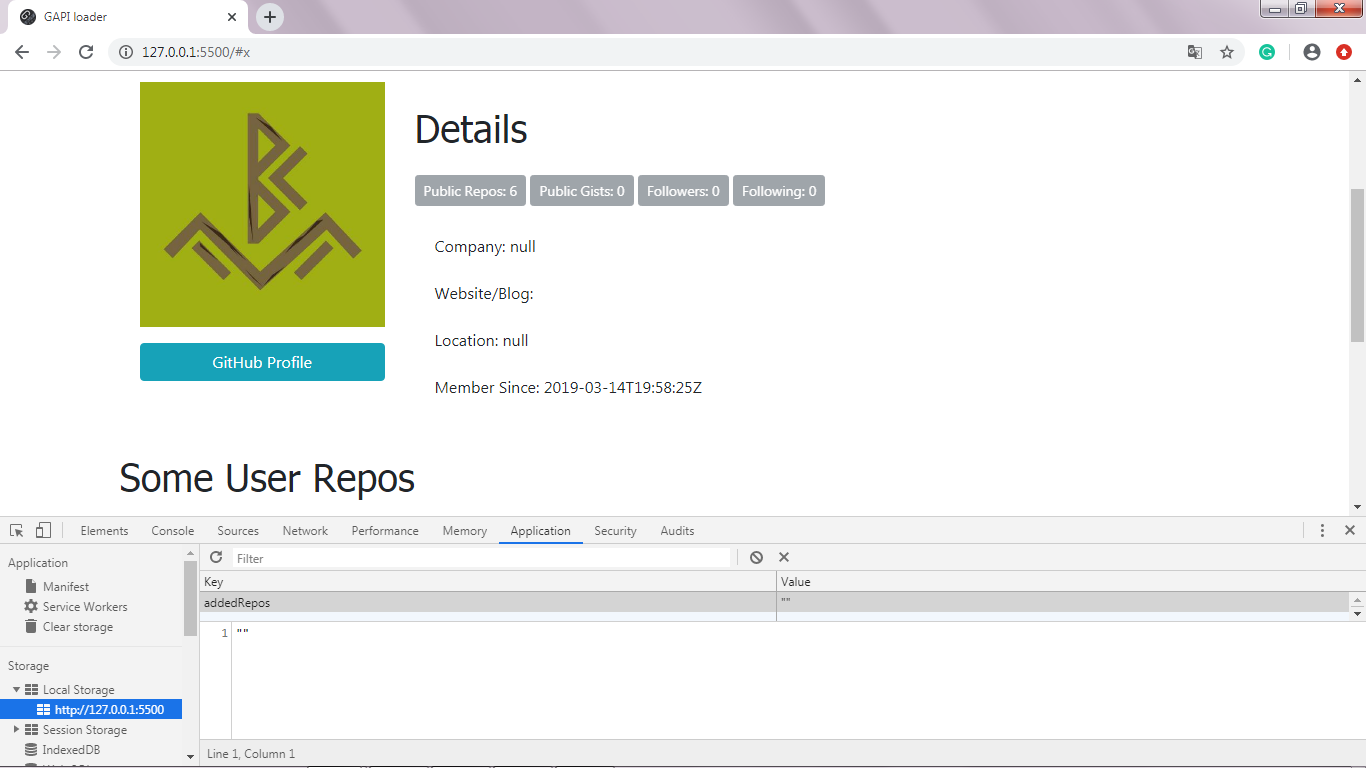 GAPI loader
127.0.0.1:5500/#x
Details
Public Repos: 6 Public Gists: 0 Followers: 0 Following: 0
Company: null
Website/Blog:
Location: null
Member Since: 2019-03-14T19:58:25Z
GitHub Profile
Some User Repos
Elements Console Sources Network Performance Memory Application Security Audits
Application
Manifest
Service Workers
Clear storage
Storage
Local Storage
http://127.0.0.1:5500
Session Storage
IndexedDB
Filter
Key Value
addedRepos ""
1 ""
Line 1, Column 1